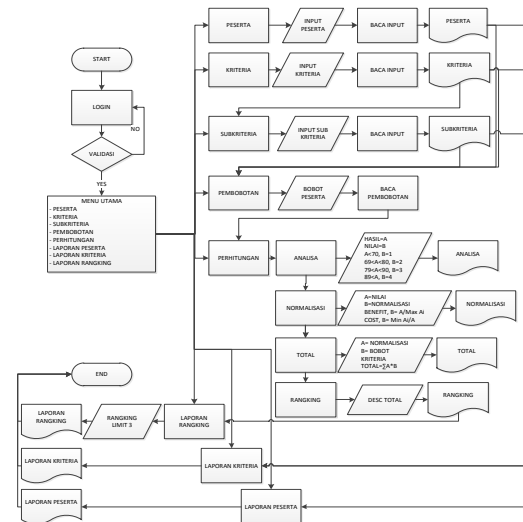 START
LOGIN
NO
VALIDASI
YES
MENU UTAMA
- PESERTA
- KRITERIA
- SUBKRITERIA
- PEMBOBOTAN
- PERHITUNGAN
- LAPORAN PESERTA
- LAPORAN KRITERIA
- LAPORAN RANGKING
PESERTA
INPUT
PESERTA
BACA INPUT
PESERTA
KRITERIA
INPUT
KRITERIA
BACA INPUT
KRITERIA
SUBKRITERIA
INPUT SUB
KRITERIA
BACA INPUT
SUBKRITERIA
PEMBOBOTAN
BOBOT
PESERTA
BACA
PEMBOBOTAN
PERHITUNGAN
ANALISA
HASIL=A
NILAI=B
A<70, B=1
69<A<80, B=2
79<A<90, B=3
89<A, B=4
ANALISA
NORMALISASI
A=NILAI
B=NORMALISASI
BENEFIT, B= A/Max Ai
COST, B= Min Ai/A
NORMALISASI
TOTAL
A= NORMALISASI
B= BOBOT
KRITERIA
TOTAL=∑A*B
TOTAL
RANGKING
DESC TOTAL
RANGKING
END
LAPORAN
RANGKING
RANGKING
LIMIT 3
LAPORAN
RANGKING
LAPORAN KRITERIA
LAPORAN KRITERIA
LAPORAN PESERTA
LAPORAN PESERTA